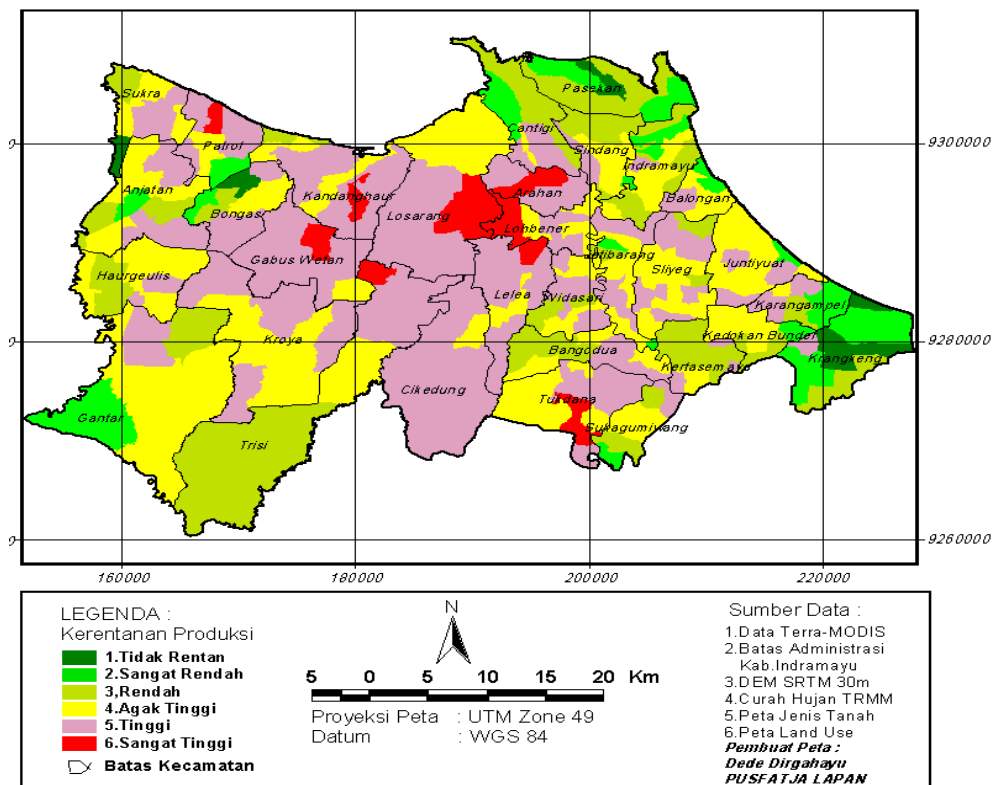 Sukra
Pasekan
Patrol
Cantigi
Sindang
9300000
Indramayu
Anjatan
Kandanghaur
Arahan
Balongan
Bongas
Losarang
Lohbener
Jatibarang
Haurgeulis
Gabus Wetan
Sliyeg
Juntiyuat
Lelea
Widasari
Karangampel
Kroya
Bangodua
Kedokan Bunder
9280000
Krangkeng
Kertasemaya
Cikedung
Tukdana
Gantar
Sukagumiwang
Trisi
9260000
160000 180000 200000 220000
LEGENDA :
Kerentanan Produksi
1.Tidak Rentan
2.Sangat Rendah
3,Rendah
4.Agak Tinggi
5.Tinggi
6.Sangat Tinggi
Batas Kecamatan
N
5 0 5 10 15 20 Km
Proyeksi Peta : UTM Zone 49
Datum : WGS 84
Sumber Data :
1.Data Terra-MODIS
2.Batas Administrasi
Kab.Indramayu
3.DEM SRTM 30m
4.Curah Hujan TRMM
5.Peta Jenis Tanah
6.Peta Land Use
Pembuat Peta :
Dede Dirgahayu
PUSFATJA LAPAN